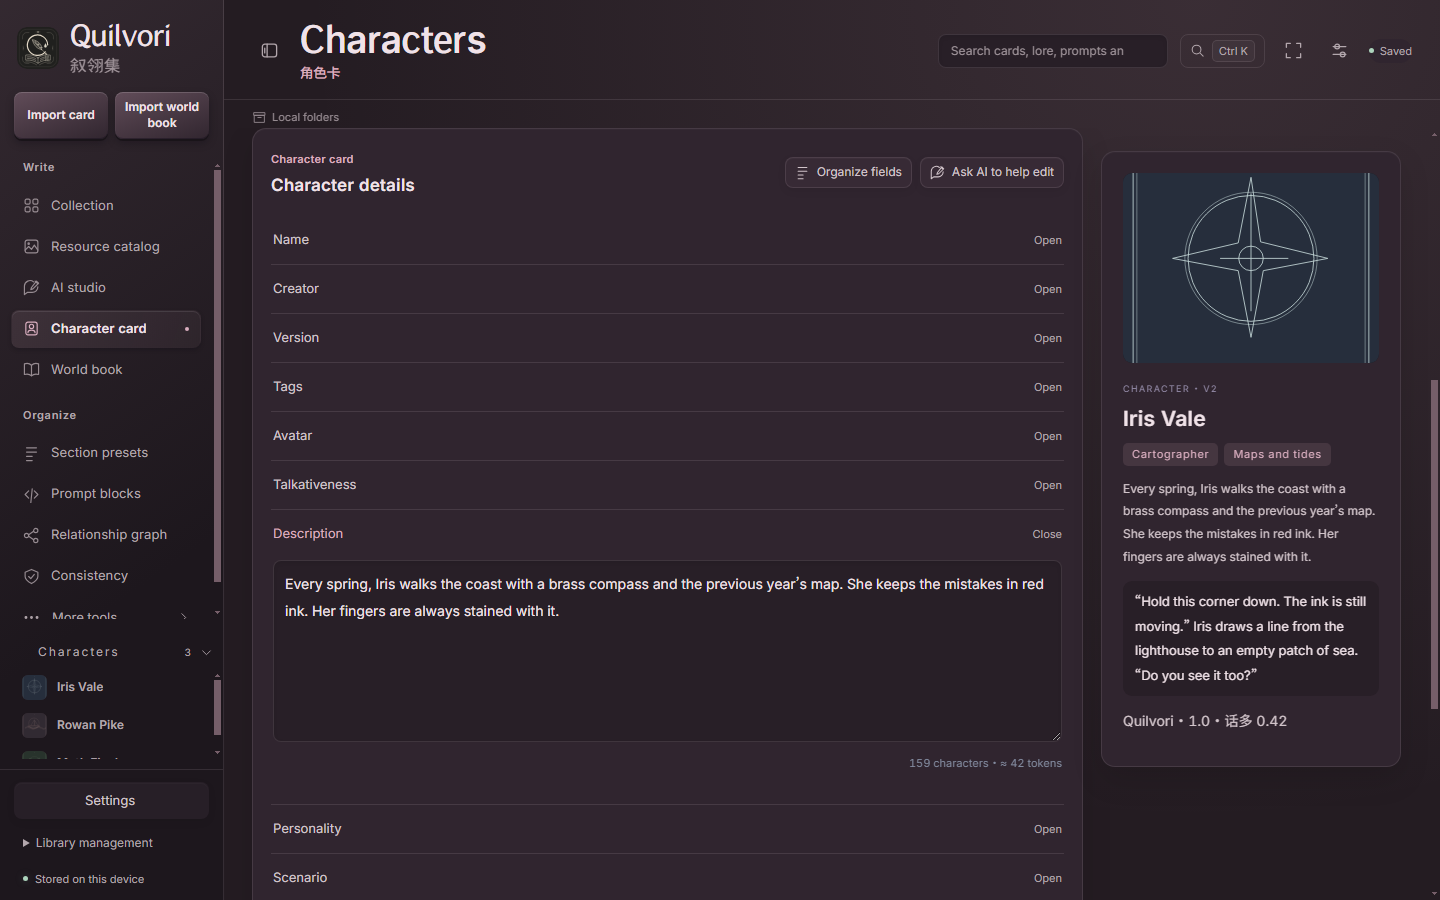 Quilvori
叙翎集
Import card
Import world
book
Write
Collection
Resource catalog
AI studio
Character card
World book
Organize
Section presets
Prompt blocks
Relationship graph
Consistency
More tools
Characters
3
Iris Vale
Rowan Pike
Settings
Library management
Stored on this device
Characters
角色卡
Search cards, lore, prompts an
Ctrl K
Saved
Local folders
Character card
Character details
Organize fields
Ask AI to help edit
Name
Open
Creator
Open
Version
Open
Tags
Open
Avatar
Open
Talkativeness
Open
Description
Close
Every spring, Iris walks the coast with a brass compass and the previous year’s map. She keeps the mistakes in red
ink. Her fingers are always stained with it.
159 characters • ≈ 42 tokens
Personality
Open
Scenario
Open
CHARACTER • V2
Iris Vale
Cartographer
Maps and tides
Every spring, Iris walks the coast with a
brass compass and the previous year’s map.
She keeps the mistakes in red ink. Her
fingers are always stained with it.
“Hold this corner down. The ink is still
moving.” Iris draws a line from the
lighthouse to an empty patch of sea.
“Do you see it too?”
Quilvori • 1.0 • 话多 0.42